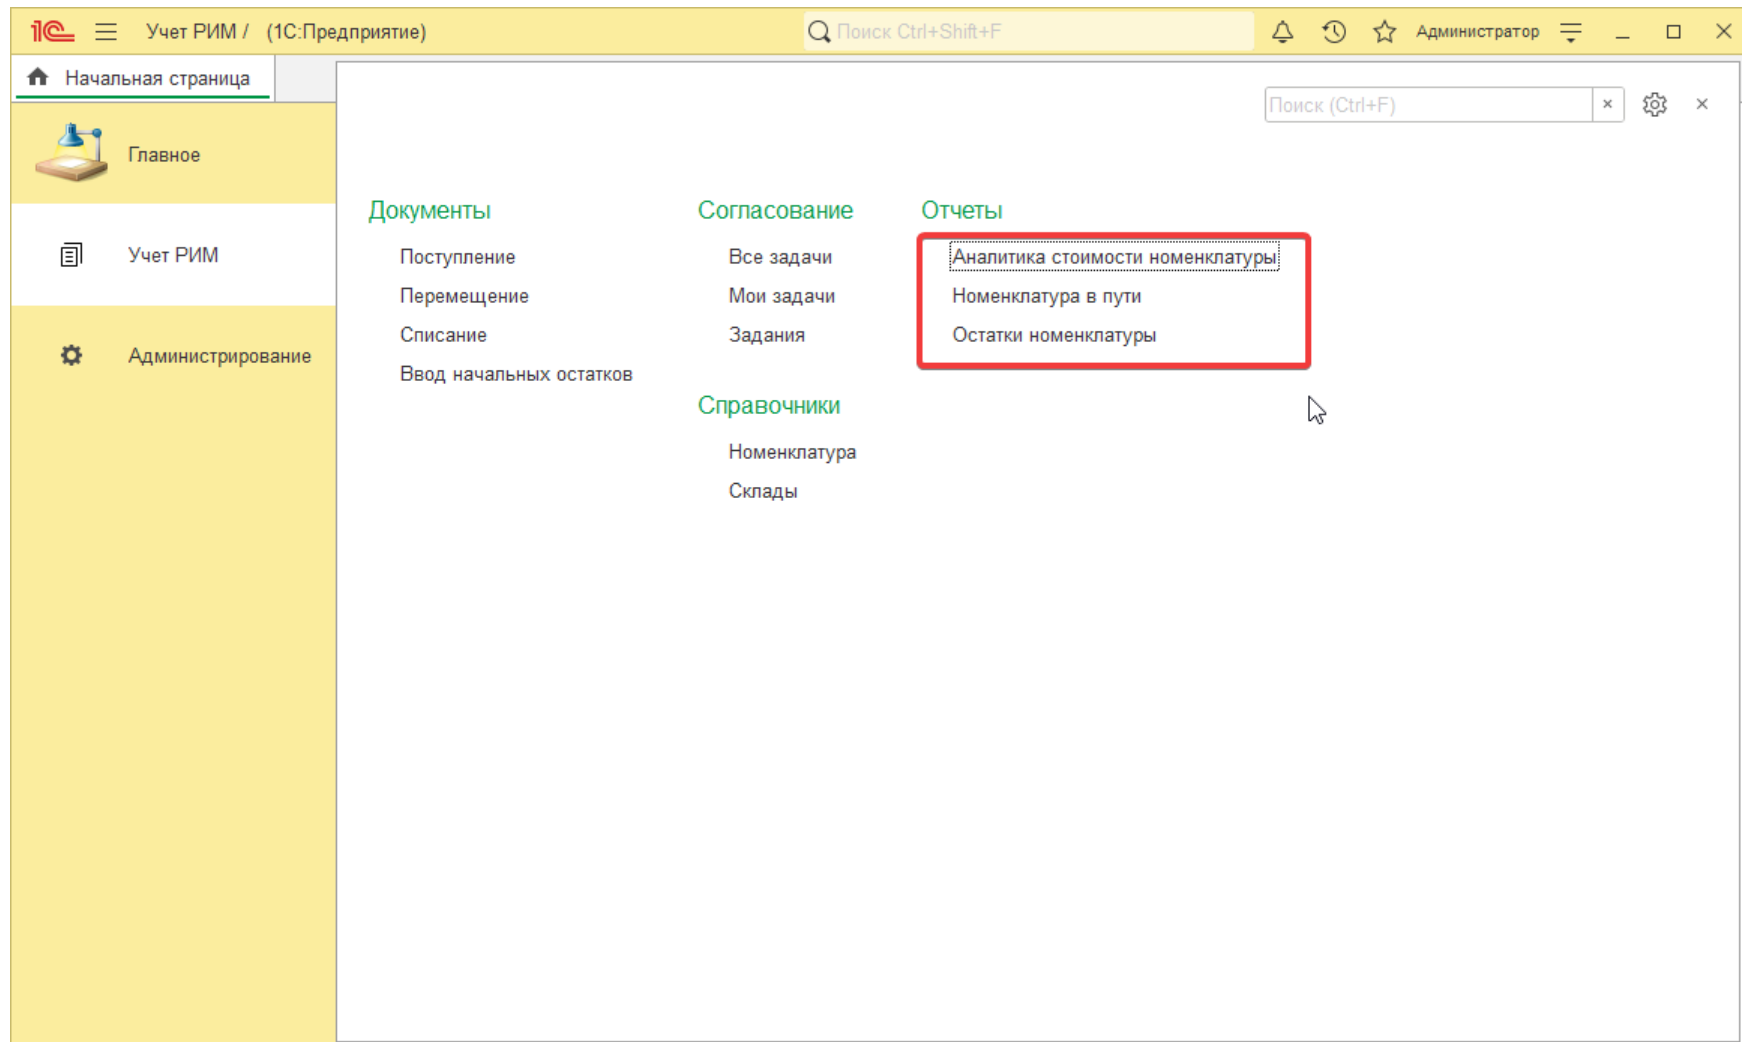 1С Учет РИМ / (1С:Предприятие) Поиск Ctrl+Shift+F Администратор
Начальная страница
Поиск (Ctrl+F)
Главное
Учет РИМ
Администрирование
Документы
Поступление
Перемещение
Списание
Ввод начальных остатков
Согласование
Все задачи
Мои задачи
Задания
Справочники
Номенклатура
Склады
Отчеты
Аналитика стоимости номенклатуры
Номенклатура в пути
Остатки номенклатуры